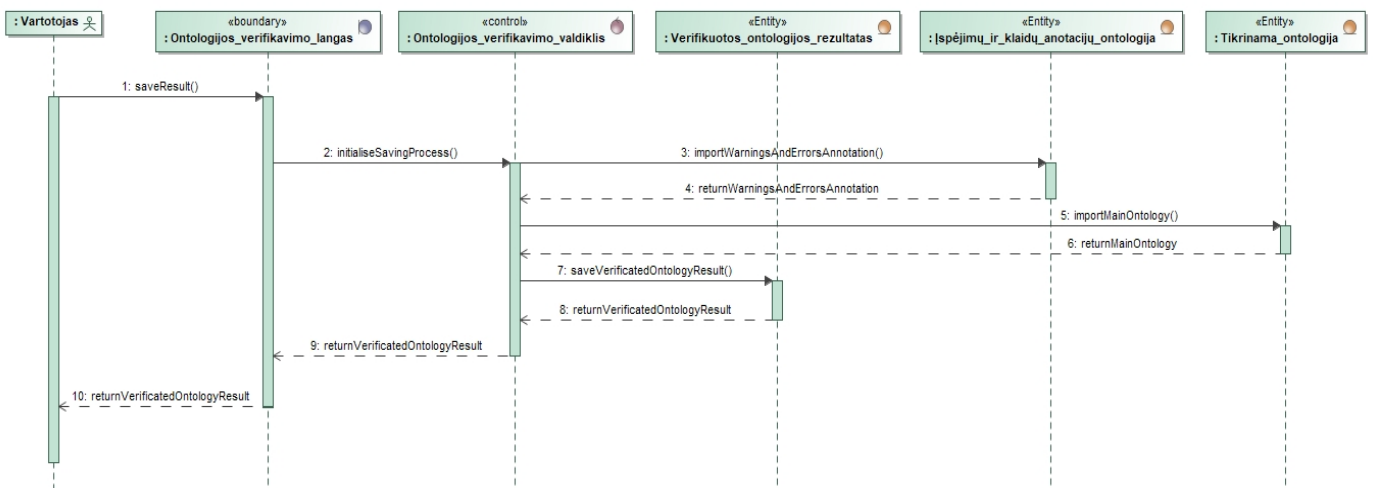 : Vartotojas
«boundary»
: Ontologijos_verifikavimo_langas
«control»
: Ontologijos_verifikavimo_valdiklis
«Entity»
: Verifikuotos_ontologijos_rezultatas
«Entity»
: Įspėjimų_ir_klaidų_anotacijų_ontologija
«Entity»
: Tikrinama_ontologija
1: saveResult()
2: initialiseSavingProcess()
3: importWarningsAndErrorsAnnotation()
4: returnWarningsAndErrorsAnnotation
5: importMainOntology()
6: returnMainOntology
7: saveVerificatedOntologyResult()
8: returnVerificatedOntologyResult
9: returnVerificatedOntologyResult
10: returnVerificatedOntologyResult